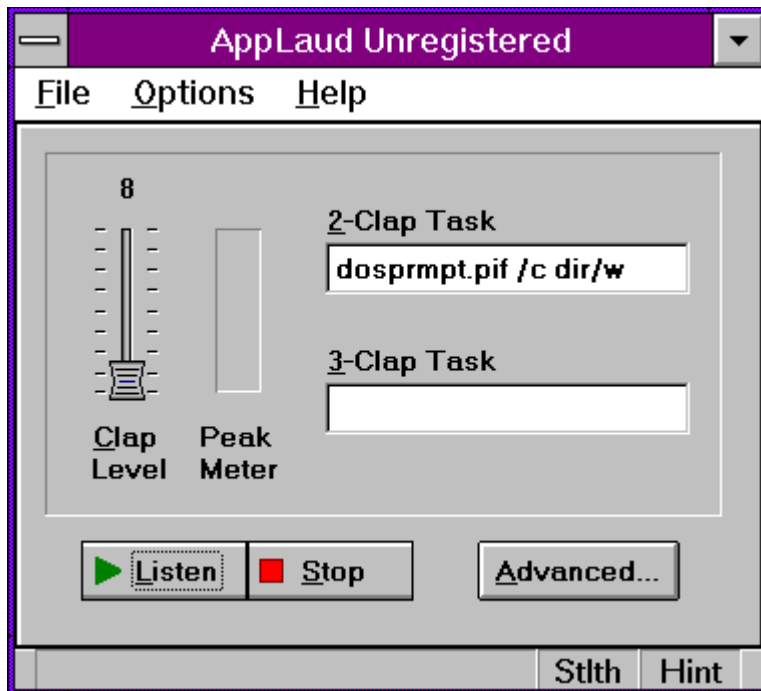 AppLaud Unregistered
File Options Help
8
2-Clap Task
dosprmpt.pif /c dir/w
3-Clap Task
Clap Level
Peak Meter
Listen Stop Advanced...
Stlth Hint